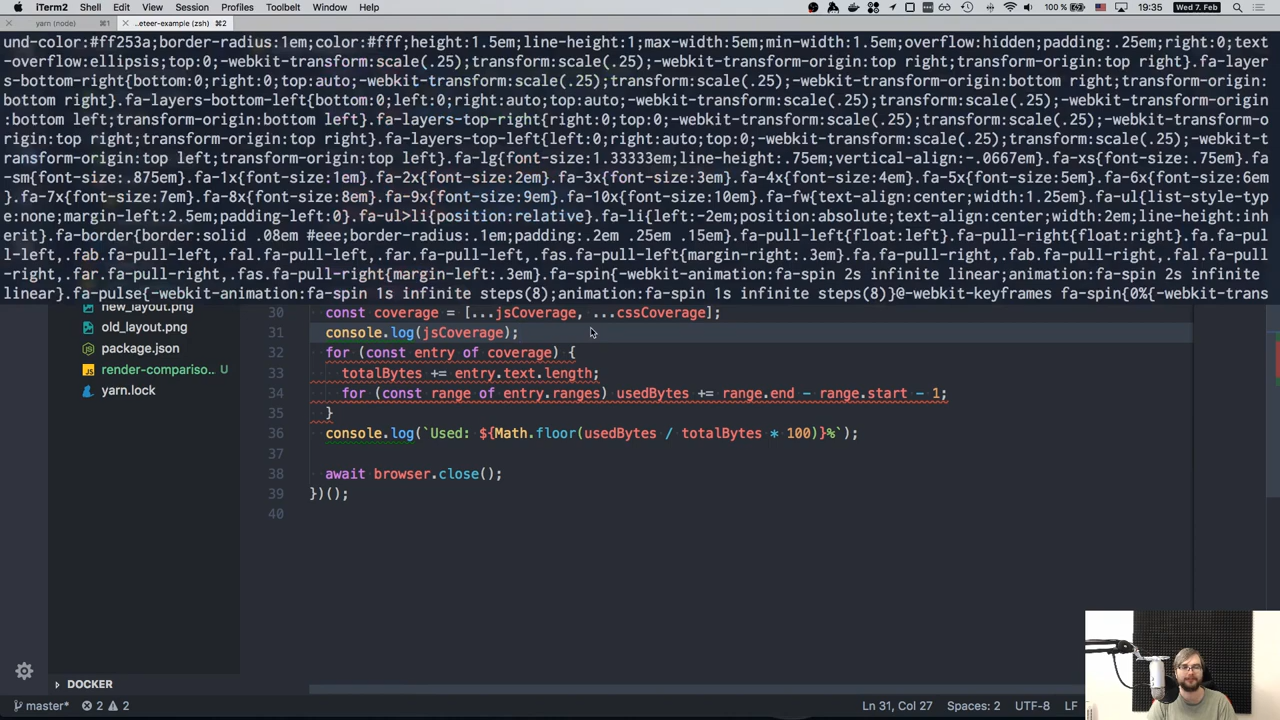 iTerm2 Shell Edit View Session Profiles Toolbelt Window Help 100 % 19:35 Wed 7. Feb
yarn (node) ⌘1 ..eteer-example (zsh) ⌘2
und-color:#ff253a;border-radius:1em;color:#fff;height:1.5em;line-height:1;max-width:5em;min-width:1.5em;overflow:hidden;padding:.25em;right:0;text
-overflow:ellipsis;top:0;-webkit-transform:scale(.25);transform:scale(.25);-webkit-transform-origin:top right;transform-origin:top right}.fa-layer
s-bottom-right{bottom:0;right:0;top:auto;-webkit-transform:scale(.25);transform:scale(.25);-webkit-transform-origin:bottom right;transform-origin:
bottom right}.fa-layers-bottom-left{bottom:0;left:0;right:auto;top:auto;-webkit-transform:scale(.25);transform:scale(.25);-webkit-transform-origin
:bottom left;transform-origin:bottom left}.fa-layers-top-right{right:0;top:0;-webkit-transform:scale(.25);transform:scale(.25);-webkit-transform-o
rigin:top right;transform-origin:top right}.fa-layers-top-left{left:0;right:auto;top:0;-webkit-transform:scale(.25);transform:scale(.25);-webkit-t
ransform-origin:top left;transform-origin:top left}.fa-lg{font-size:1.33333em;line-height:.75em;vertical-align:-.0667em}.fa-xs{font-size:.75em}.fa
-sm{font-size:.875em}.fa-1x{font-size:1em}.fa-2x{font-size:2em}.fa-3x{font-size:3em}.fa-4x{font-size:4em}.fa-5x{font-size:5em}.fa-6x{font-size:6em
}.fa-7x{font-size:7em}.fa-8x{font-size:8em}.fa-9x{font-size:9em}.fa-10x{font-size:10em}.fa-fw{text-align:center;width:1.25em}.fa-ul{list-style-typ
e:none;margin-left:2.5em;padding-left:0}.fa-ul>li{position:relative}.fa-li{left:-2em;position:absolute;text-align:center;width:2em;line-height:inh
erit}.fa-border{border:solid .08em #eee;border-radius:.1em;padding:.2em .25em .15em}.fa-pull-left{float:left}.fa-pull-right{float:right}.fa.fa-pul
l-left,.fab.fa-pull-left,.fal.fa-pull-left,.far.fa-pull-left,.fas.fa-pull-left{margin-right:.3em}.fa.fa-pull-right,.fab.fa-pull-right,.fal.fa-pull
-right,.far.fa-pull-right,.fas.fa-pull-right{margin-left:.3em}.fa-spin{-webkit-animation:fa-spin 2s infinite linear;animation:fa-spin 2s infinite
linear}.fa-pulse{-webkit-animation:fa-spin 1s infinite steps(8);animation:fa-spin 1s infinite steps(8)}@-webkit-keyframes fa-spin{0%{-webkit-trans
new_layout.png
old_layout.png
package.json
render-compariso... U
yarn.lock
30 const coverage = [...jsCoverage, ...cssCoverage];
31 console.log(jsCoverage);
32 for (const entry of coverage) {
33 totalBytes += entry.text.length;
34 for (const range of entry.ranges) usedBytes += range.end - range.start - 1;
35 }
36 console.log(`Used: ${Math.floor(usedBytes / totalBytes * 100)}%`);
37
38 await browser.close();
39 })();
40
DOCKER
master* 2 2 Ln 31, Col 27 Spaces: 2 UTF-8 LF